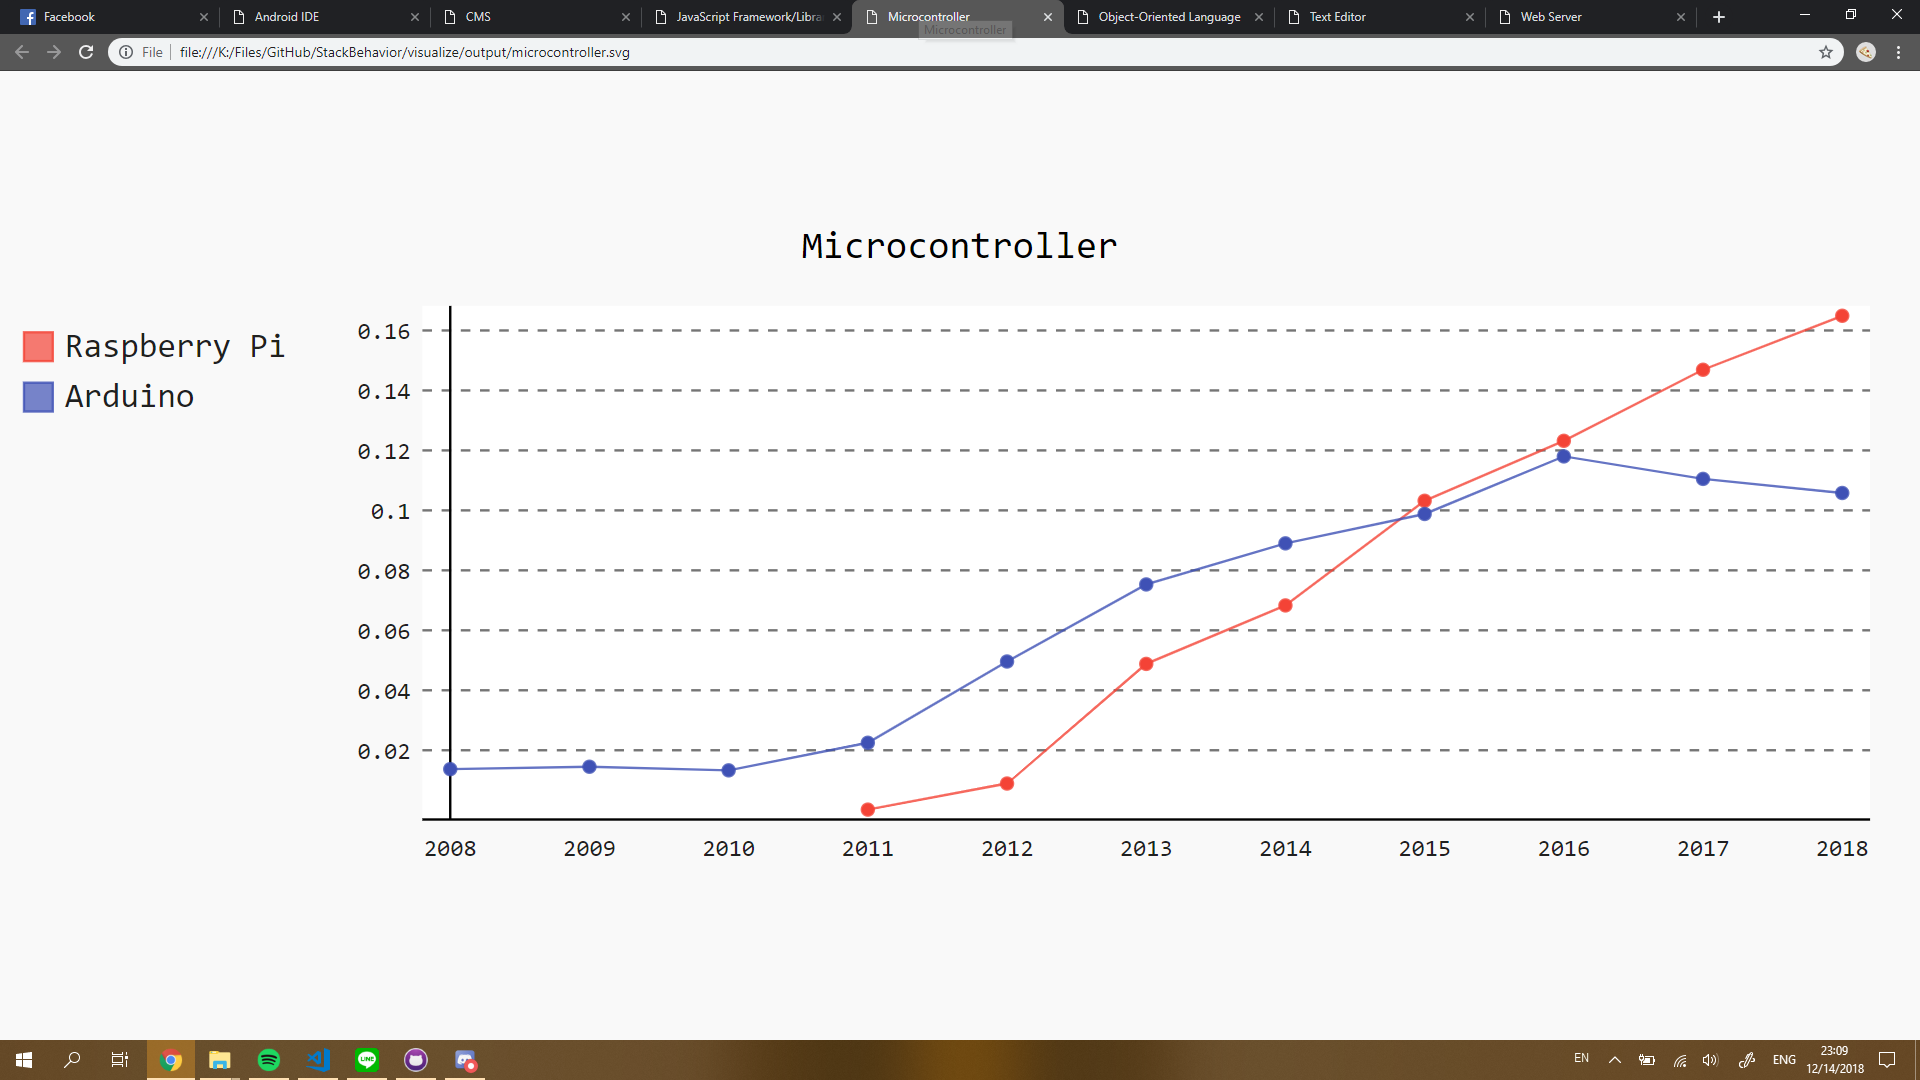 Facebook
Android IDE
CMS
JavaScript Framework/Libra
Microcontroller
Object-Oriented Language
Text Editor
Web Server
Microcontroller
File
file:///K:/Files/GitHub/StackBehavior/visualize/output/microcontroller.svg
Microcontroller
Raspberry Pi
Arduino
0.16
0.14
0.12
0.1
0.08
0.06
0.04
0.02
2008 2009 2010 2011 2012 2013 2014 2015 2016 2017 2018
LINE
EN
ENG
23:09
12/14/2018